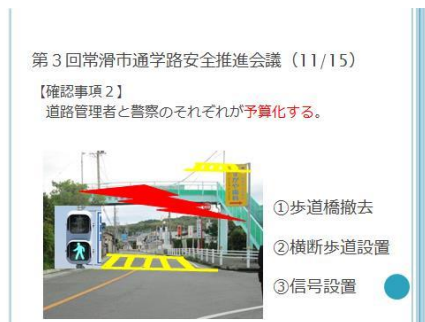 第３回常滑市通学路安全推進会議（11/15）
【確認事項２】
道路管理者と警察のそれぞれが予算化する。
①歩道橋撤去
②横断歩道設置
③信号設置